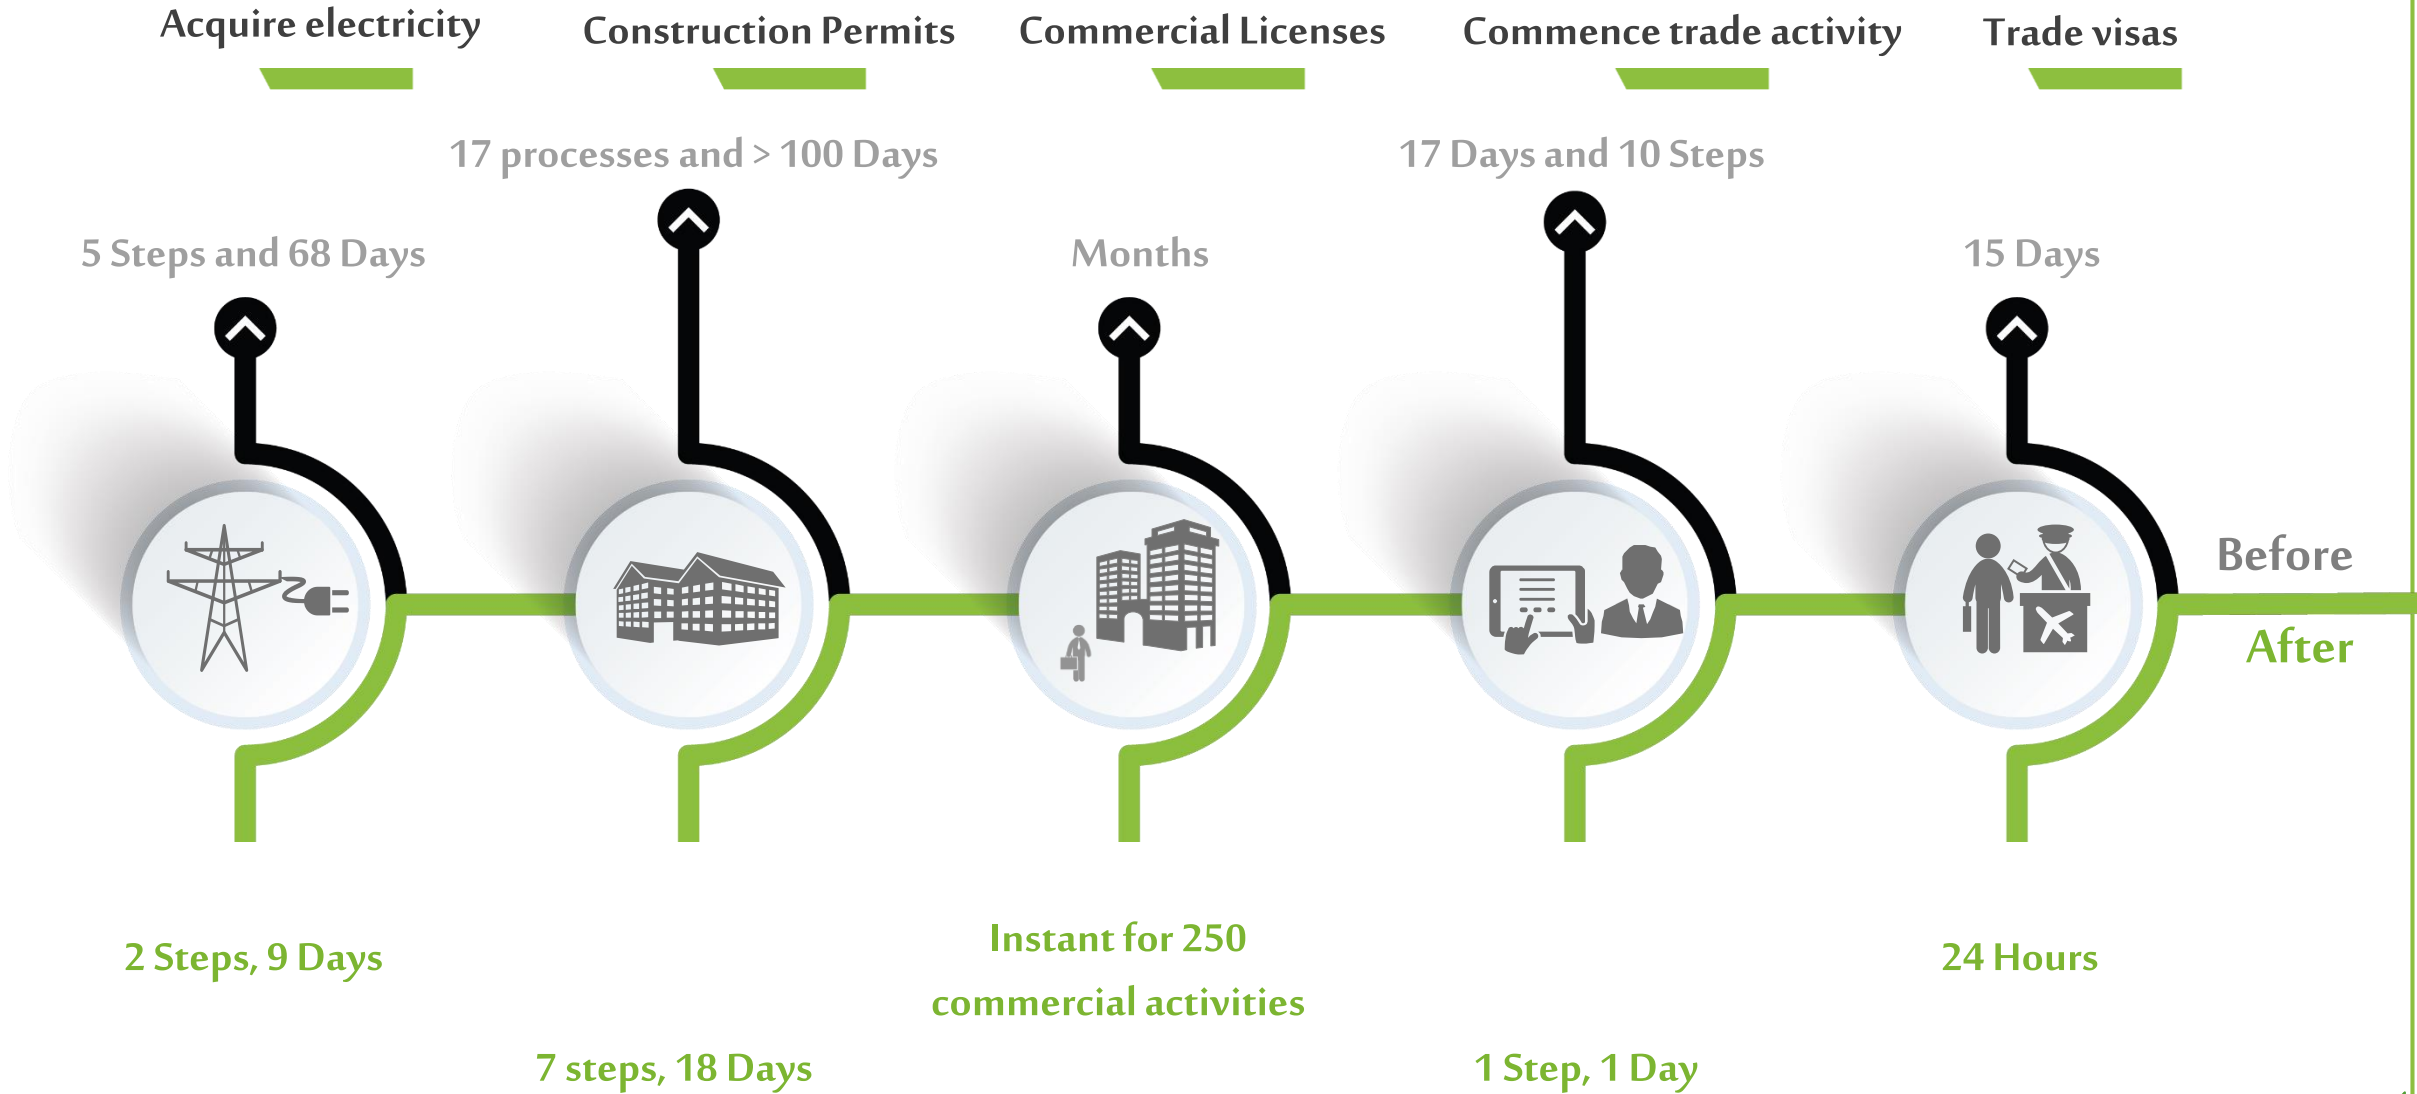 Acquire electricity
Construction Permits
Commercial Licenses
Commence trade activity
Trade visas
17 processes and > 100 Days
17 Days and 10 Steps
5 Steps and 68 Days
Months
15 Days
Before
After
2 Steps, 9 Days
Instant for 250
commercial activities
24 Hours
7 steps, 18 Days
1 Step, 1 Day